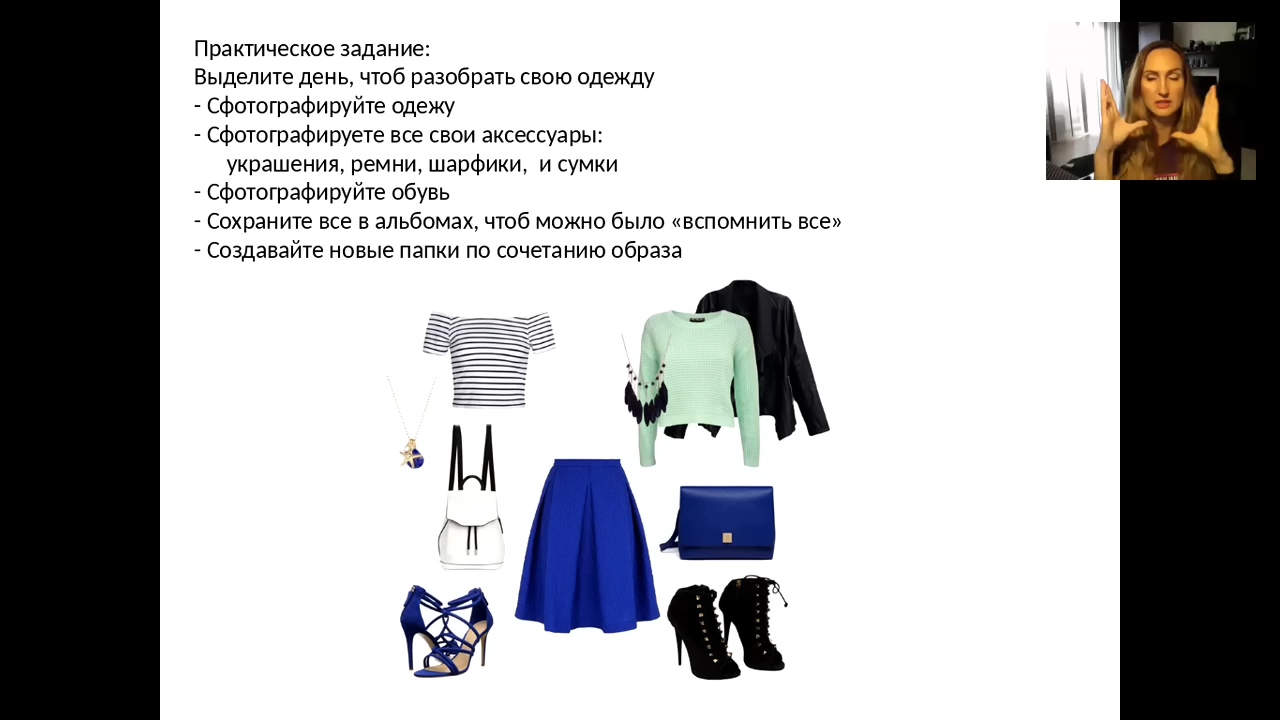 Практическое задание:
Выделите день, чтоб разобрать свою одежду
- Сфотографируйте одежу
- Сфотографируете все свои аксессуары:
украшения, ремни, шарфики,  и сумки
- Сфотографируйте обувь
- Сохраните все в альбомах, чтоб можно было «вспомнить все»
- Создавайте новые папки по сочетанию образа